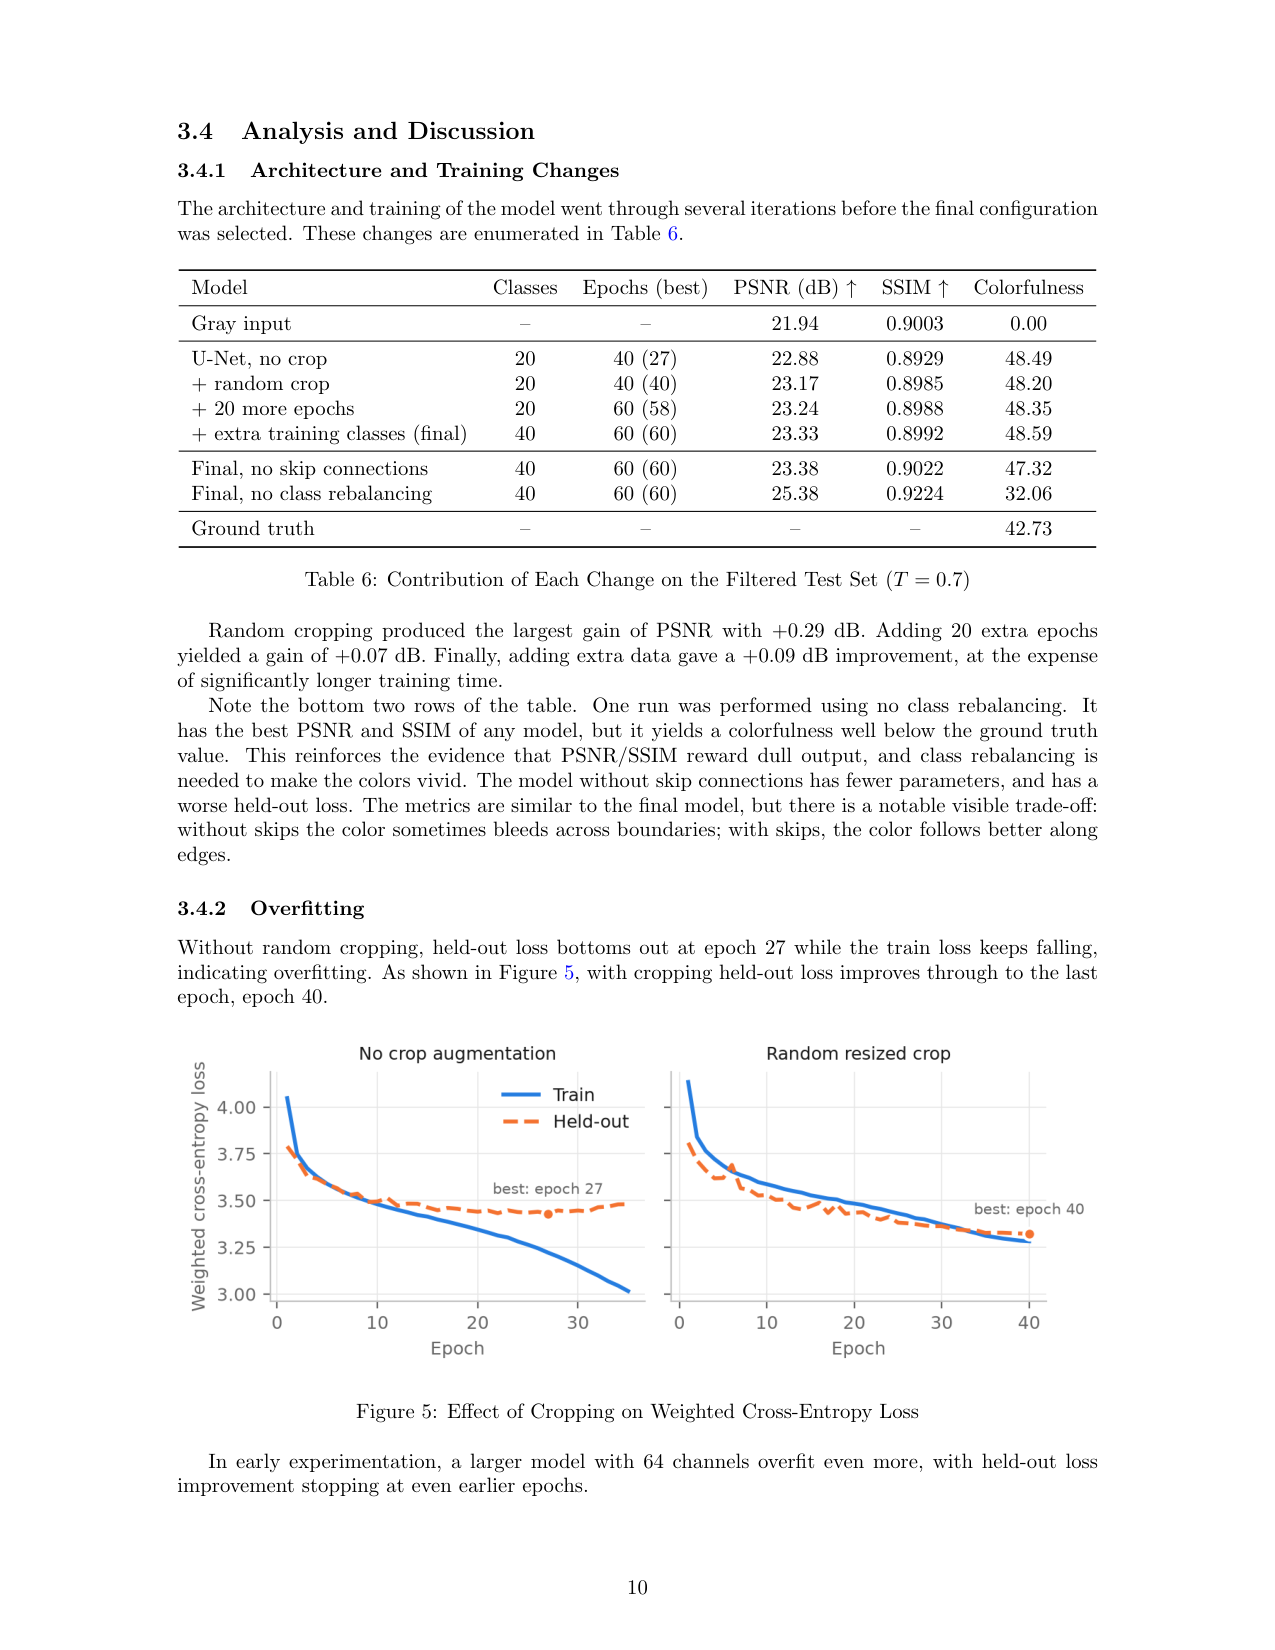 3.4 Analysis and Discussion
3.4.1 Architecture and Training Changes
The architecture and training of the model went through several iterations before the final configuration
was selected. These changes are enumerated in Table 6.
Model Classes Epochs (best) PSNR (dB) ↑ SSIM ↑ Colorfulness
Gray input – – 21.94 0.9003 0.00
U-Net, no crop 20 40 (27) 22.88 0.8929 48.49
+ random crop 20 40 (40) 23.17 0.8985 48.20
+ 20 more epochs 20 60 (58) 23.24 0.8988 48.35
+ extra training classes (final) 40 60 (60) 23.33 0.8992 48.59
Final, no skip connections 40 60 (60) 23.38 0.9022 47.32
Final, no class rebalancing 40 60 (60) 25.38 0.9224 32.06
Ground truth – – – – 42.73
Table 6: Contribution of Each Change on the Filtered Test Set (T = 0.7)
Random cropping produced the largest gain of PSNR with +0.29 dB. Adding 20 extra epochs
yielded a gain of +0.07 dB. Finally, adding extra data gave a +0.09 dB improvement, at the expense
of significantly longer training time.
Note the bottom two rows of the table. One run was performed using no class rebalancing. It
has the best PSNR and SSIM of any model, but it yields a colorfulness well below the ground truth
value. This reinforces the evidence that PSNR/SSIM reward dull output, and class rebalancing is
needed to make the colors vivid. The model without skip connections has fewer parameters, and has a
worse held-out loss. The metrics are similar to the final model, but there is a notable visible trade-off:
without skips the color sometimes bleeds across boundaries; with skips, the color follows better along
edges.
3.4.2 Overfitting
Without random cropping, held-out loss bottoms out at epoch 27 while the train loss keeps falling,
indicating overfitting. As shown in Figure 5, with cropping held-out loss improves through to the last
epoch, epoch 40.
No crop augmentation
Weighted cross-entropy loss
4.00
3.75
3.50
3.25
3.00
Train
Held-out
best: epoch 27
0 10 20 30
Epoch
Random resized crop
best: epoch 40
0 10 20 30 40
Epoch
Figure 5: Effect of Cropping on Weighted Cross-Entropy Loss
In early experimentation, a larger model with 64 channels overfit even more, with held-out loss
improvement stopping at even earlier epochs.
10